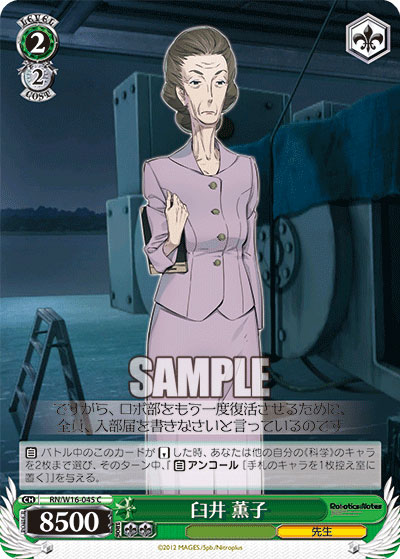 LEVEL
2
2
COST
SAMPLE
ですから、ロボ部をもう一度復活させるために、
全員、入部届を書きなさいと言っているのです
自 バトル中のこのカードが した時、あなたは他の自分の《科学》のキャラ
を2枚まで選び、そのターン中、『自 アンコール [手札のキャラを1枚控え室に
置く]』を与える。
CH RN/W16-045 C
Robotics;Notes
8500
臼井 薫子
先生
©2012 MAGES./5pb./Nitroplus